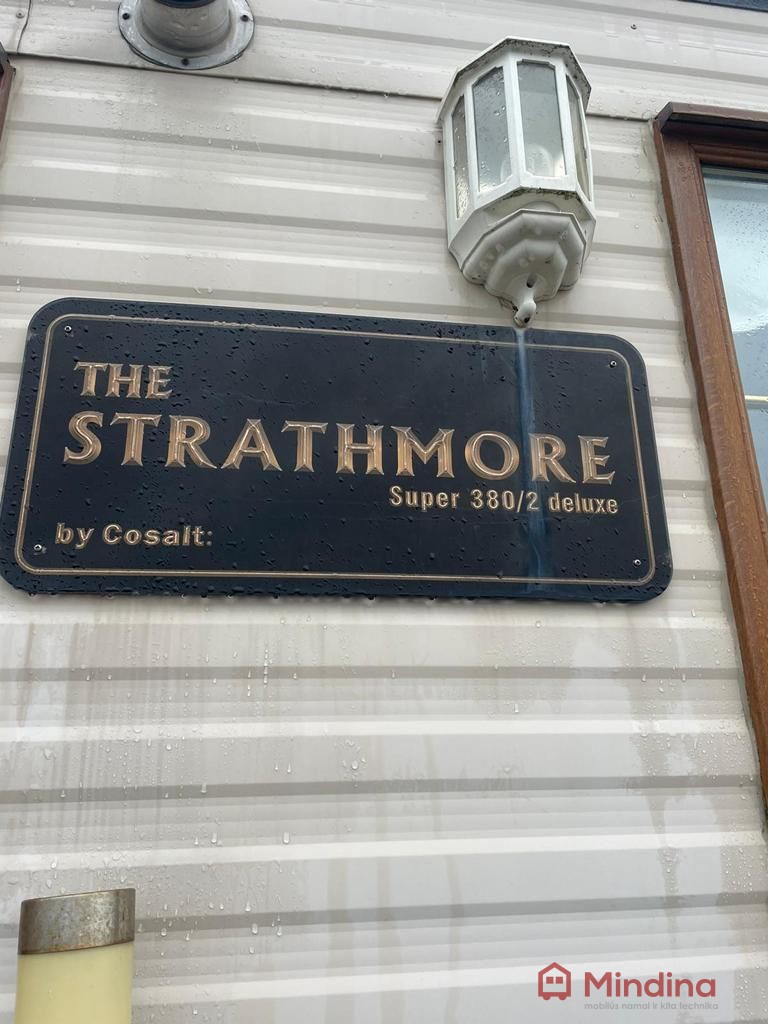 THE
STRATHMORE
Super 380/2 deluxe
by Cosalt:
Mindina
mobilūs namai ir kita technika